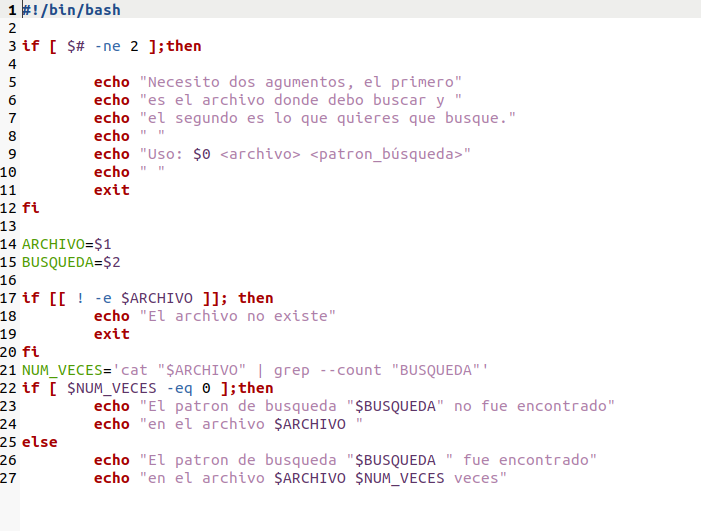 1 #!/bin/bash
2
3 if [ $# -ne 2 ];then
4
5 echo "Necesito dos agumentos, el primero"
6 echo "es el archivo donde debo buscar y "
7 echo "el segundo es lo que quieres que busque."
8 echo " "
9 echo "Uso: $0 <archivo> <patron_búsqueda>"
10 echo " "
11 exit
12 fi
13
14 ARCHIVO=$1
15 BUSQUEDA=$2
16
17 if [[ ! -e $ARCHIVO ]]; then
18 echo "El archivo no existe"
19 exit
20 fi
21 NUM_VECES='cat "$ARCHIVO" | grep --count "BUSQUEDA"'
22 if [ $NUM_VECES -eq 0 ];then
23 echo "El patron de busqueda "$BUSQUEDA" no fue encontrado"
24 echo "en el archivo $ARCHIVO "
25 else
26 echo "El patron de busqueda "$BUSQUEDA " fue encontrado"
27 echo "en el archivo $ARCHIVO $NUM_VECES veces"